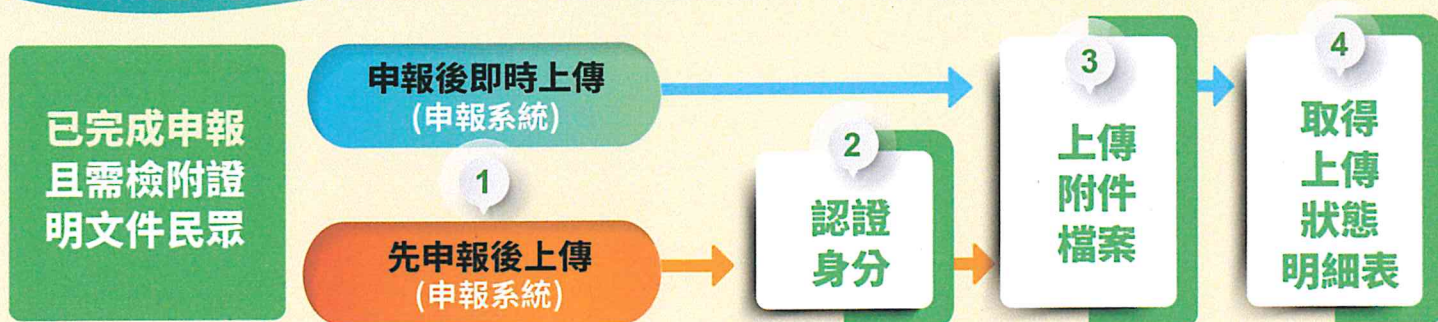 已完成申報
且需檢附證
明文件民眾
申報後即時上傳
(申報系統)
1
先申報後上傳
(申報系統)
2
認證
身分
3
上傳
附件
檔案
4
取得
上傳
狀態
明細表